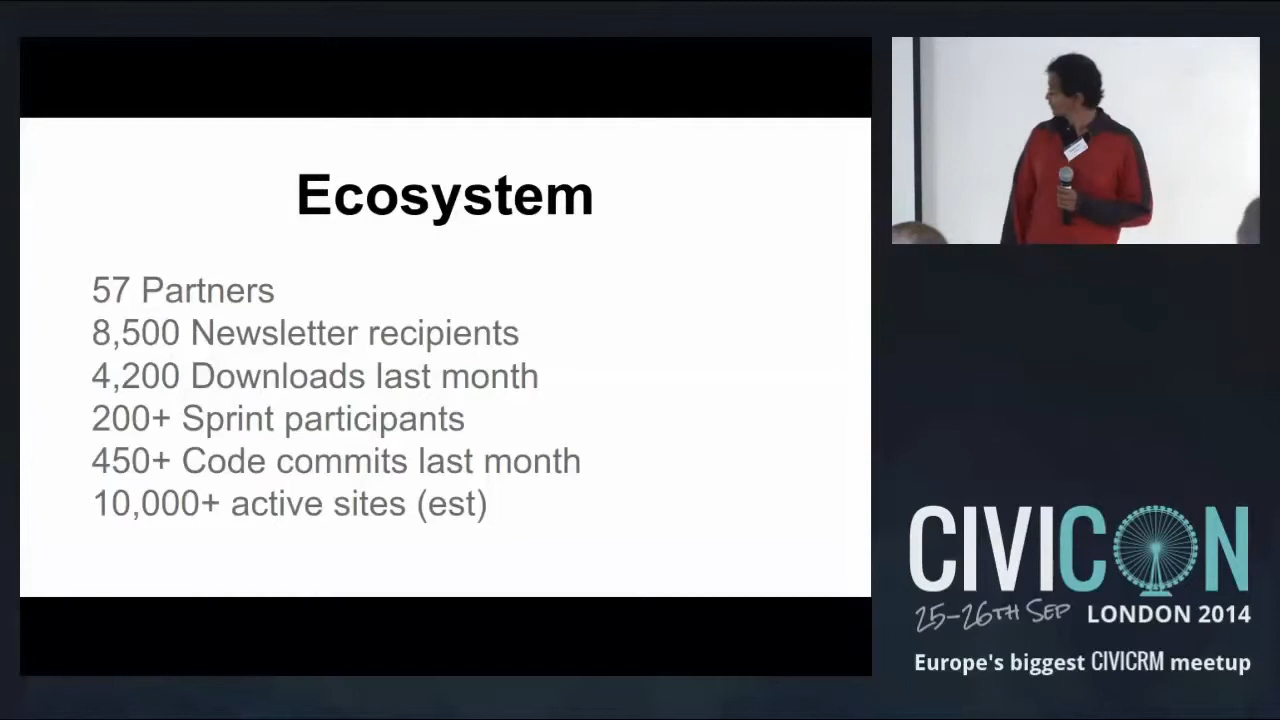 Ecosystem
57 Partners
8,500 Newsletter recipients
4,200 Downloads last month
200+ Sprint participants
450+ Code commits last month
10,000+ active sites (est)
CIVICON
25-26TH SEP LONDON 2014
Europe's biggest CIVICRM meetup